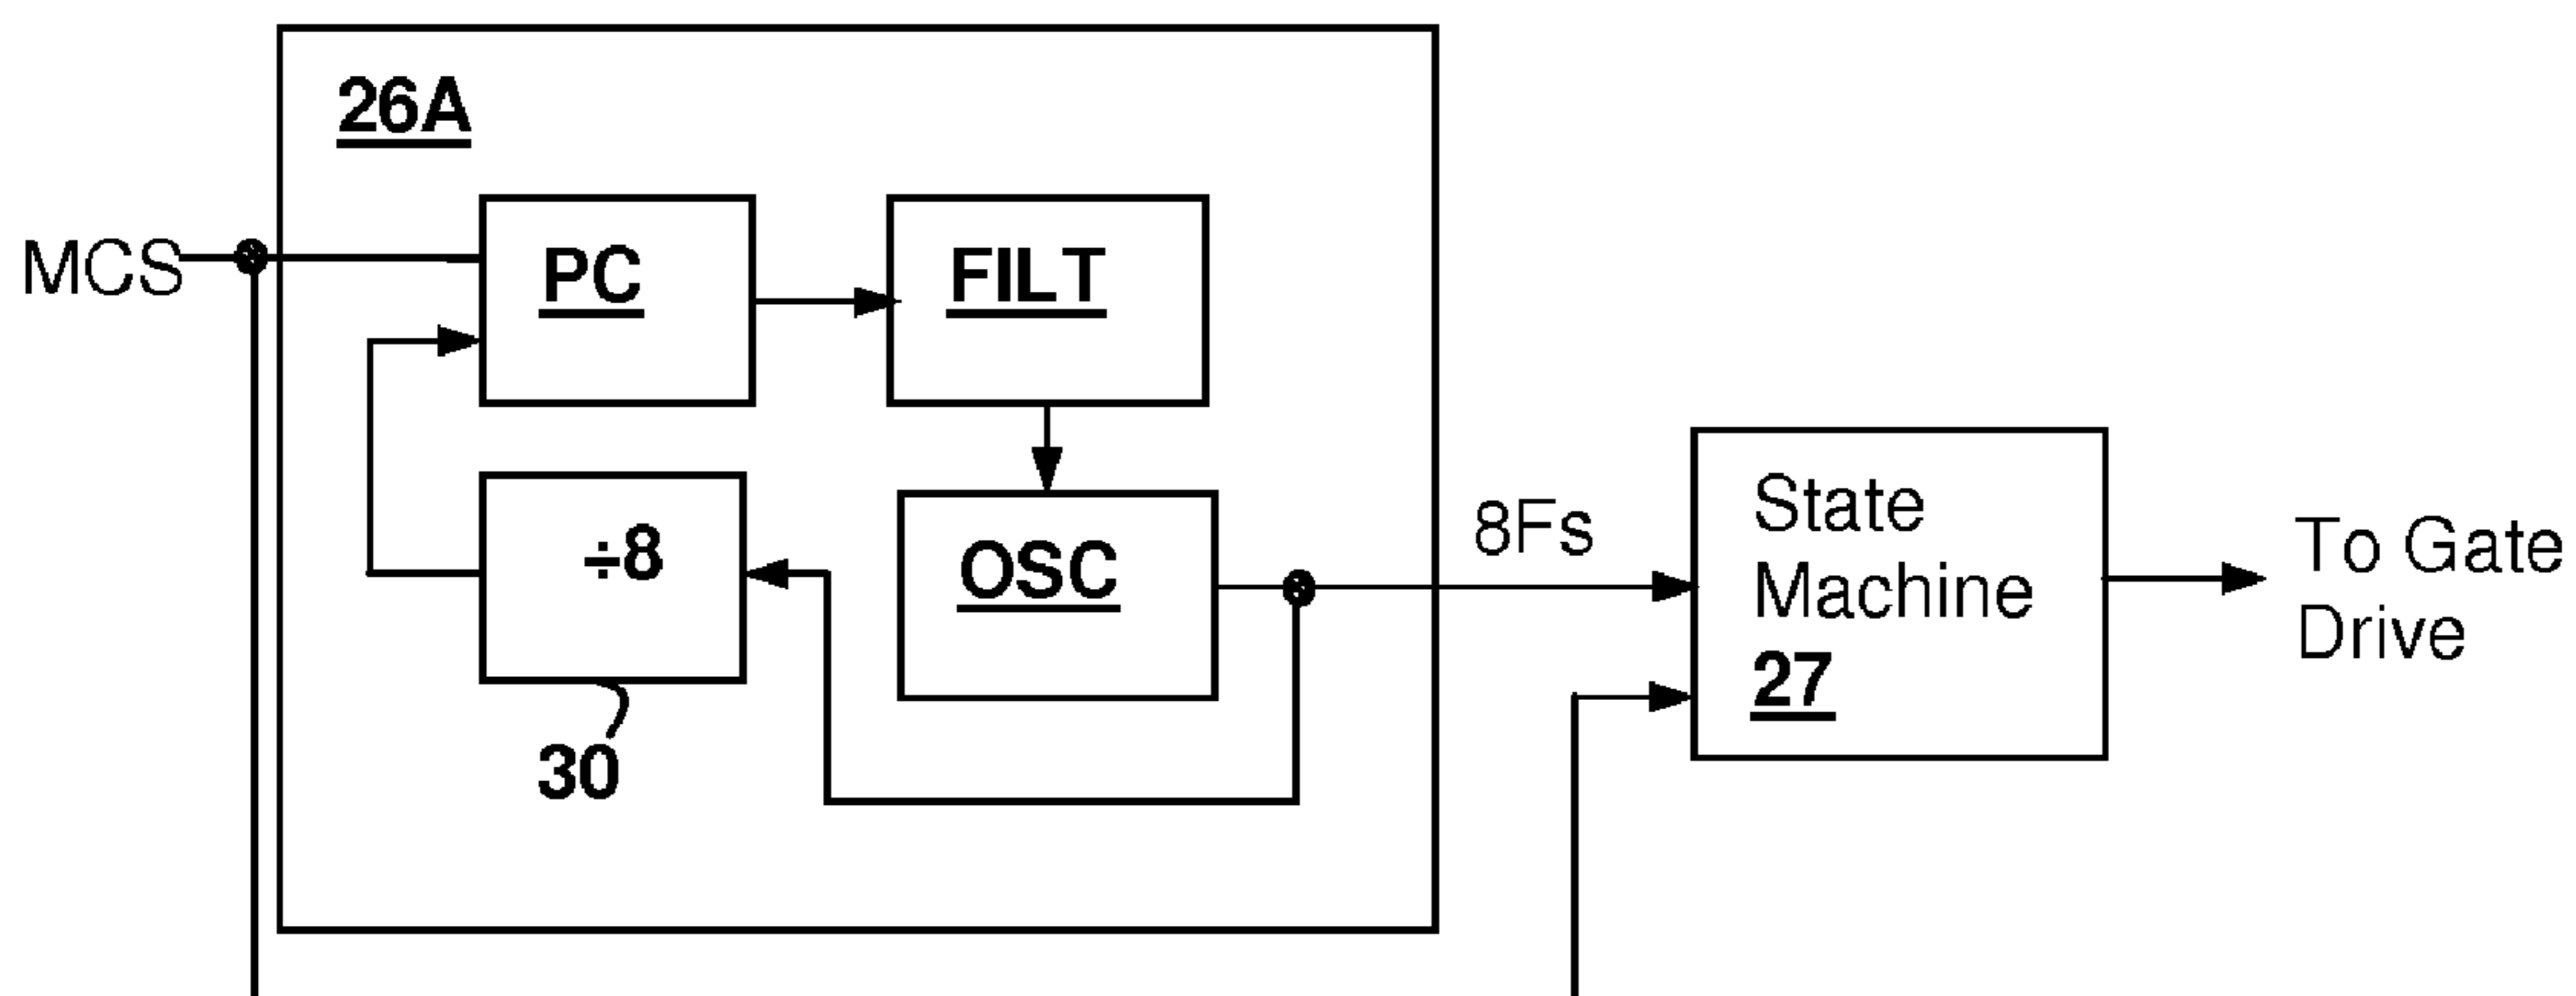 26A
MCS
PC
FILT
÷8
OSC
30
8Fs
State
Machine
27
To Gate
Drive